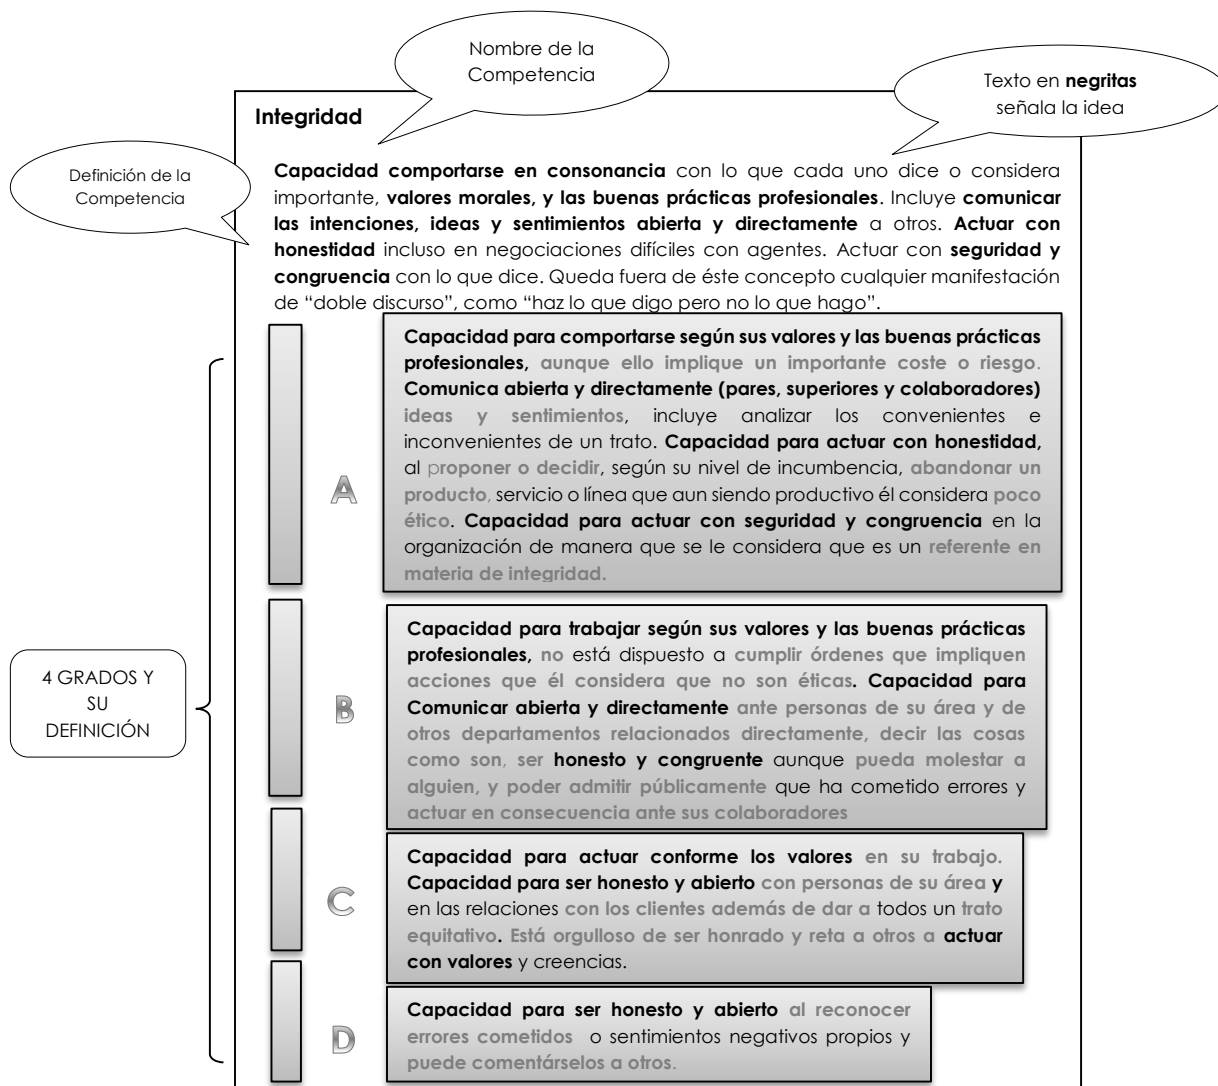 Nombre de la
Competencia
Texto en negritas
señala la idea
Integridad
Definición de la
Competencia
Capacidad comportarse en consonancia con lo que cada uno dice o considera
importante, valores morales, y las buenas prácticas profesionales. Incluye comunicar
las intenciones, ideas y sentimientos abierta y directamente a otros. Actuar con
honestidad incluso en negociaciones difíciles con agentes. Actuar con seguridad y
congruencia con lo que dice. Queda fuera de éste concepto cualquier manifestación
de “doble discurso”, como “haz lo que digo pero no lo que hago”.
4 GRADOS Y
SU
DEFINICIÓN
A
Capacidad para comportarse según sus valores y las buenas prácticas
profesionales, aunque ello implique un importante coste o riesgo.
Comunica abierta y directamente (pares, superiores y colaboradores)
ideas y sentimientos, incluye analizar los convenientes e
inconvenientes de un trato. Capacidad para actuar con honestidad,
al proponer o decidir, según su nivel de incumbencia, abandonar un
producto, servicio o línea que aun siendo productivo él considera poco
ético. Capacidad para actuar con seguridad y congruencia en la
organización de manera que se le considera que es un referente en
materia de integridad.
B
Capacidad para trabajar según sus valores y las buenas prácticas
profesionales, no está dispuesto a cumplir órdenes que impliquen
acciones que él considera que no son éticas. Capacidad para
Comunicar abierta y directamente ante personas de su área y de
otros departamentos relacionados directamente, decir las cosas
como son, ser honesto y congruente aunque pueda molestar a
alguien, y poder admitir públicamente que ha cometido errores y
actuar en consecuencia ante sus colaboradores
C
Capacidad para actuar conforme los valores en su trabajo.
Capacidad para ser honesto y abierto con personas de su área y
en las relaciones con los clientes además de dar a todos un trato
equitativo. Está orgulloso de ser honrado y reta a otros a actuar
con valores y creencias.
D
Capacidad para ser honesto y abierto al reconocer
errores cometidos o sentimientos negativos propios y
puede comentárselos a otros.